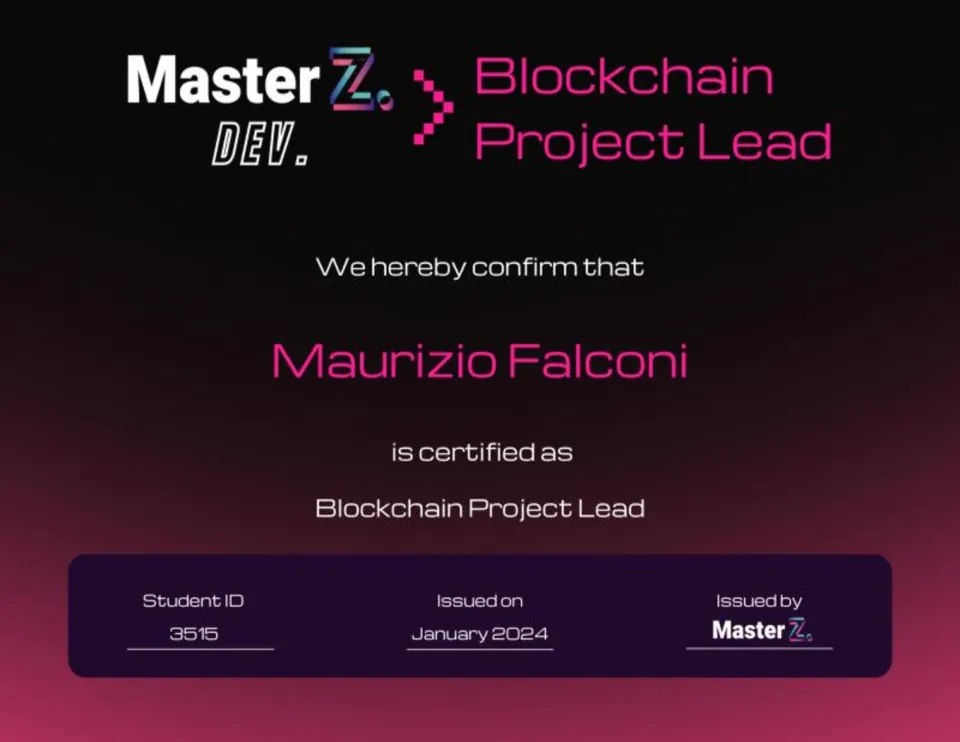 Master Z.
DEV.
Blockchain
Project Lead
We hereby confirm that
Maurizio Falconi
is certified as
Blockchain Project Lead
Student ID
3515
Issued on
January 2024
Issued by
Master Z.